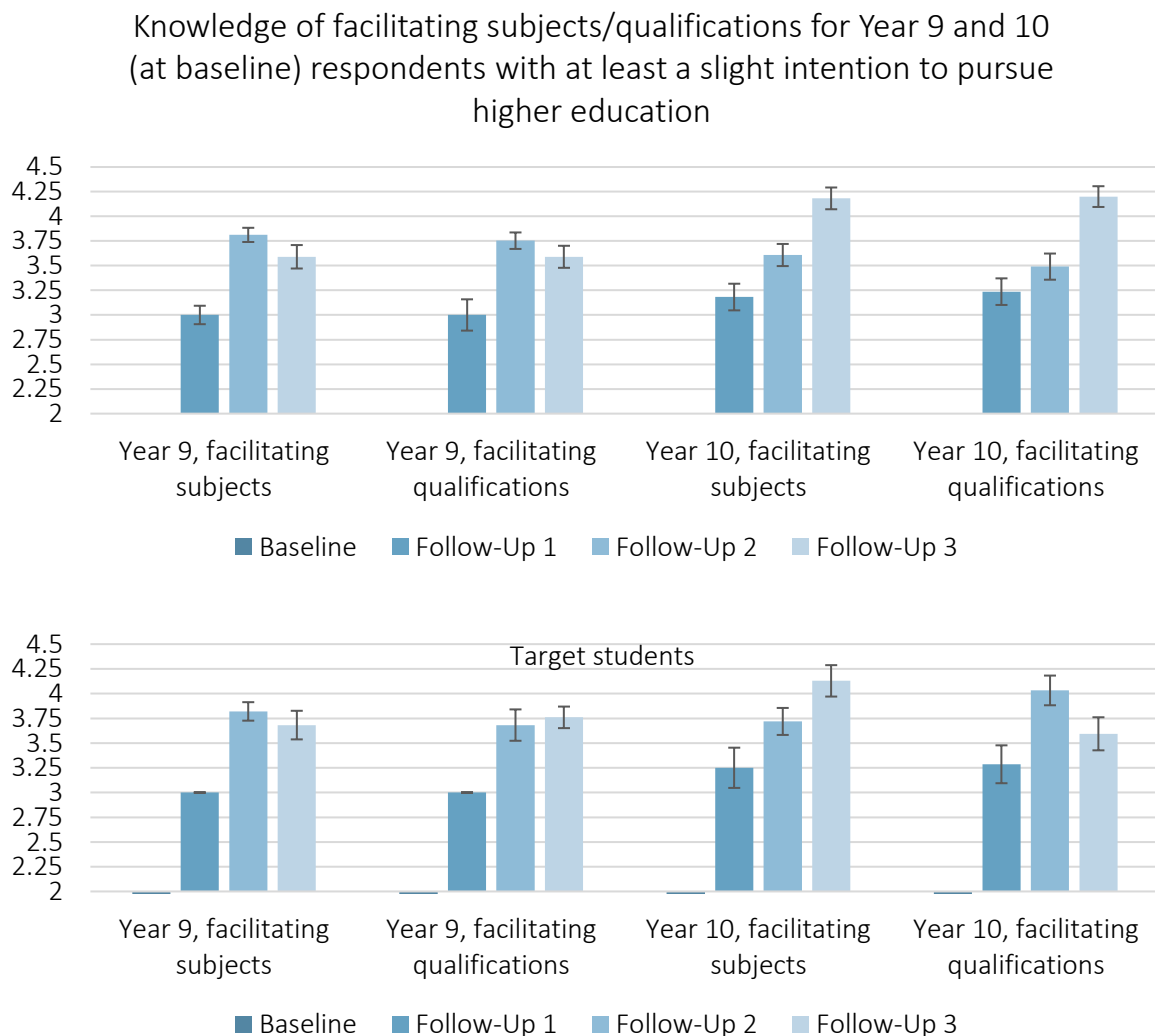 Knowledge of facilitating subjects/qualifications for Year 9 and 10
(at baseline) respondents with at least a slight intention to pursue
higher education
4.5
4.25
4
3.75
3.5
3.25
3
2.75
2.5
2.25
2
Year 9, facilitating subjects
Year 9, facilitating qualifications
Year 10, facilitating subjects
Year 10, facilitating qualifications
Baseline Follow-Up 1 Follow-Up 2 Follow-Up 3
Target students
4.5
4.25
4
3.75
3.5
3.25
3
2.75
2.5
2.25
2
Year 9, facilitating subjects
Year 9, facilitating qualifications
Year 10, facilitating subjects
Year 10, facilitating qualifications
Baseline Follow-Up 1 Follow-Up 2 Follow-Up 3